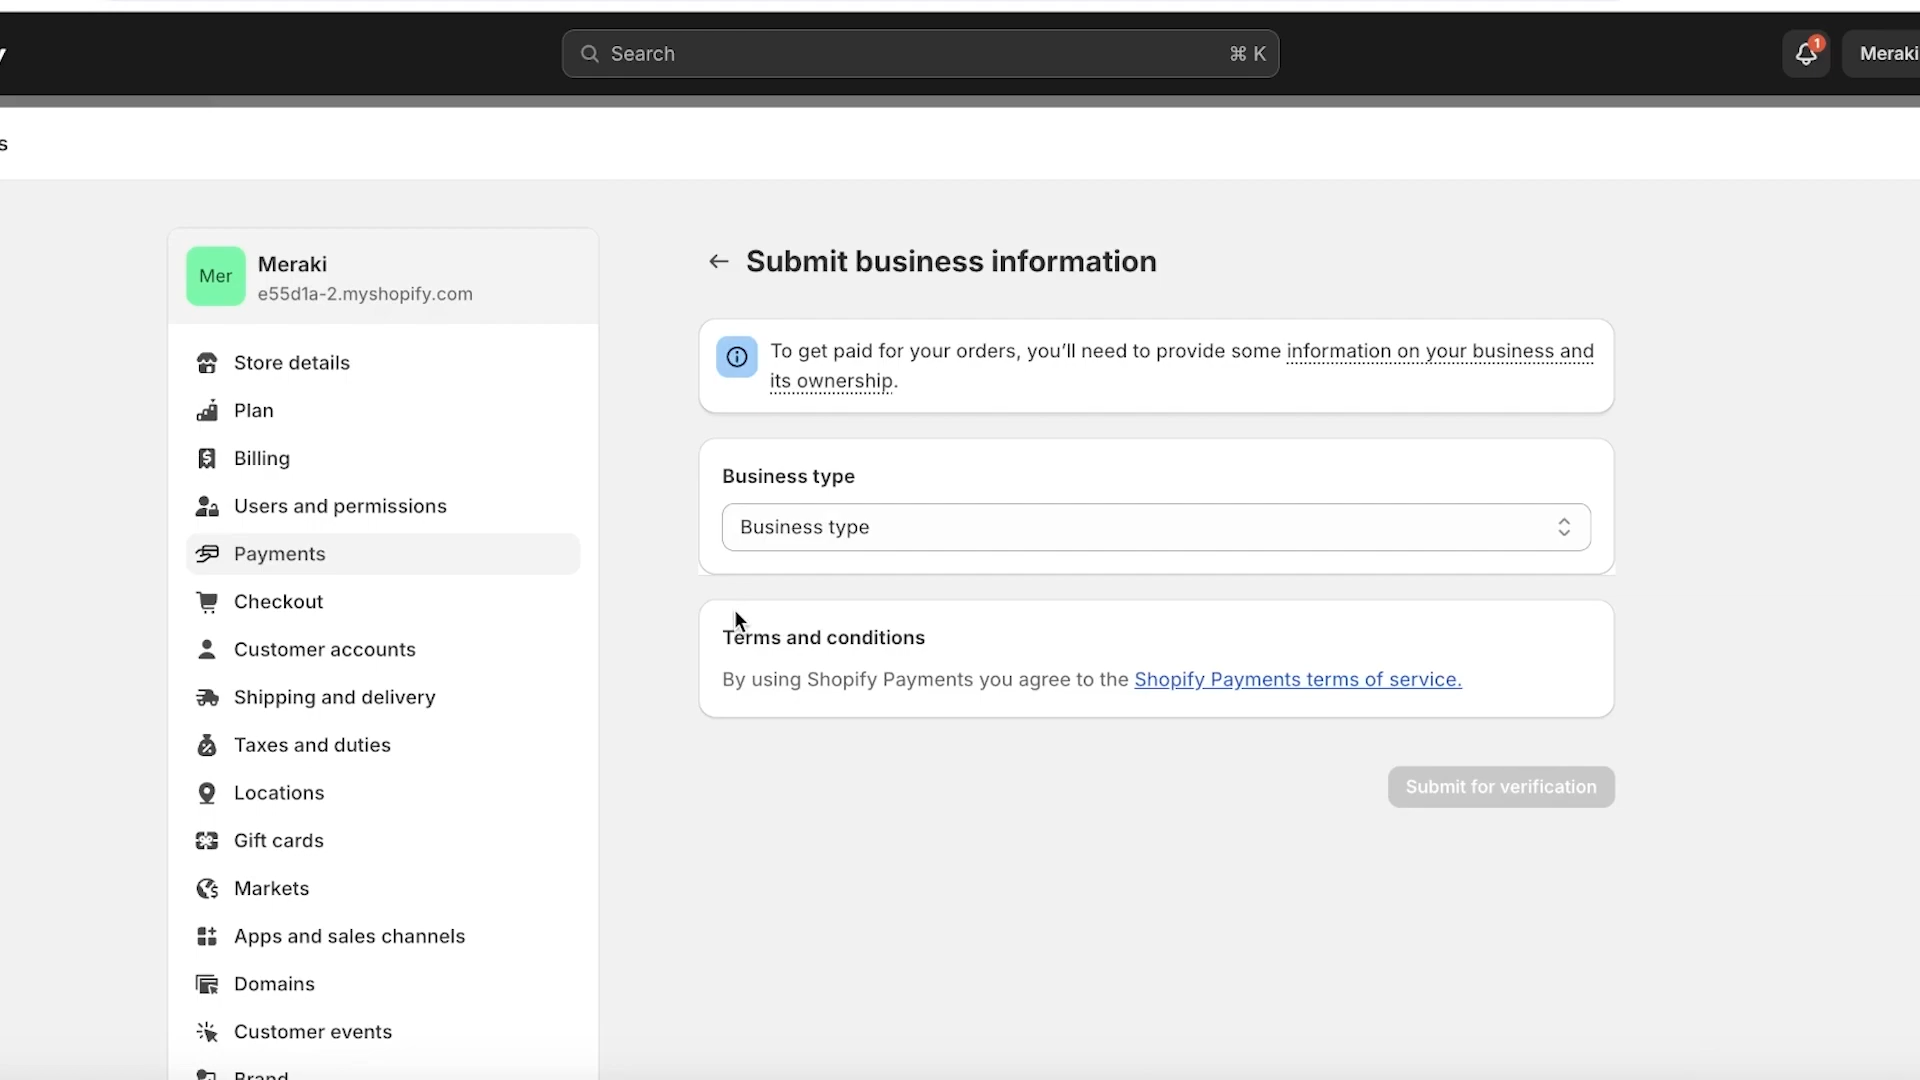 Search
⌘ K
1
Meraki
s
Mer
Meraki
e55d1a-2.myshopify.com
Store details
Plan
Billing
Users and permissions
Payments
Checkout
Customer accounts
Shipping and delivery
Taxes and duties
Locations
Gift cards
Markets
Apps and sales channels
Domains
Customer events
Brand
← Submit business information
To get paid for your orders, you’ll need to provide some information on your business and
its ownership.
Business type
Business type
Terms and conditions
By using Shopify Payments you agree to the Shopify Payments terms of service.
Submit for verification